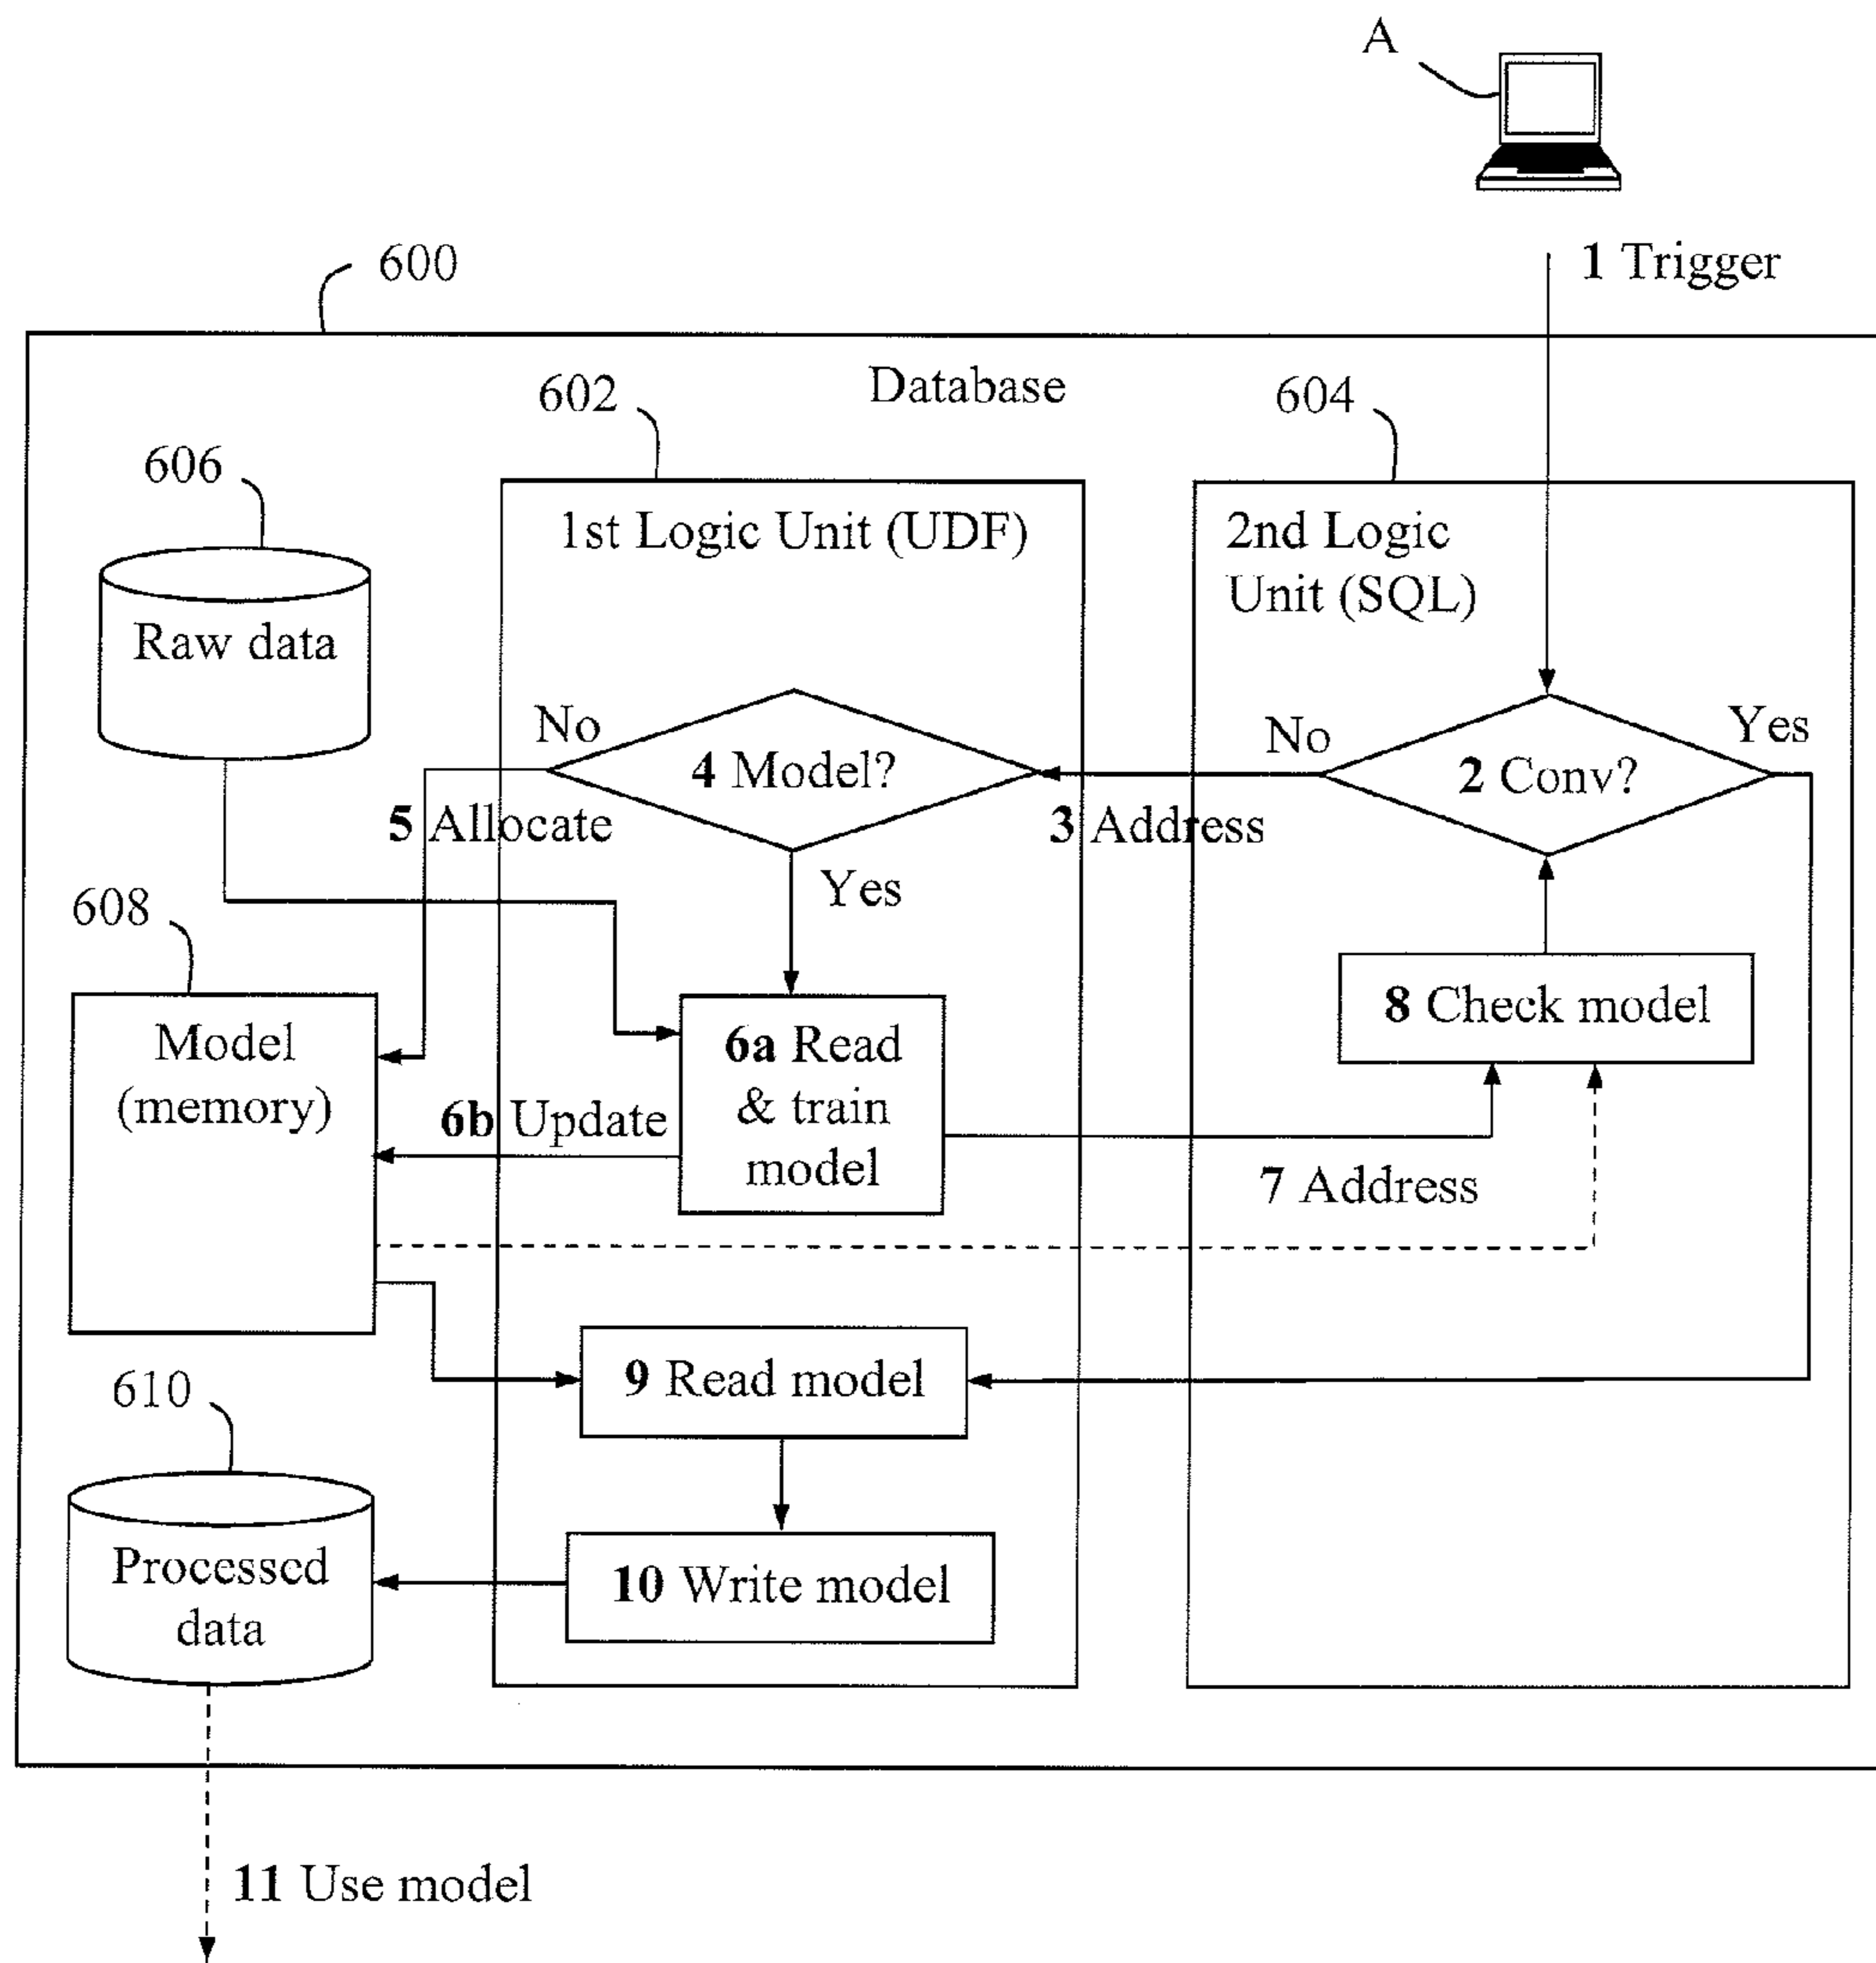 A
1 Trigger
600
Database
602
604
606
1st Logic Unit (UDF)
2nd Logic
Unit (SQL)
Raw data
No
4 Model?
Yes
No
2 Conv?
Yes
5 Allocate
3 Address
608
Model
(memory)
6a Read
& train
model
6b Update
8 Check model
7 Address
9 Read model
610
Processed
data
10 Write model
11 Use model